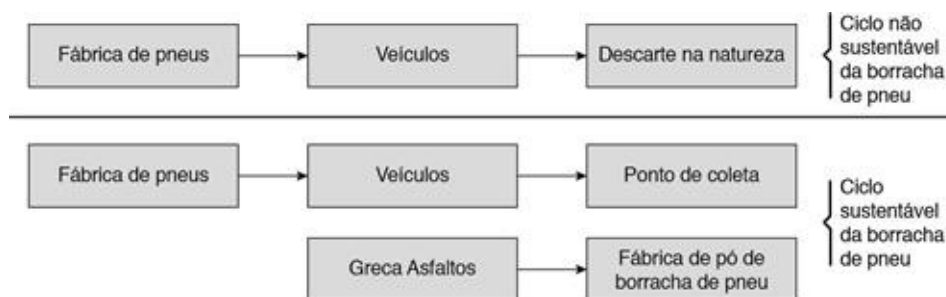 Fábrica de pneus
Veículos
Descarte na natureza
Ciclo não
sustentável
da borracha
de pneu
Fábrica de pneus
Veículos
Ponto de coleta
Greca Asfaltos
Fábrica de pó de
borracha de pneu
Ciclo
sustentável
da borracha
de pneu